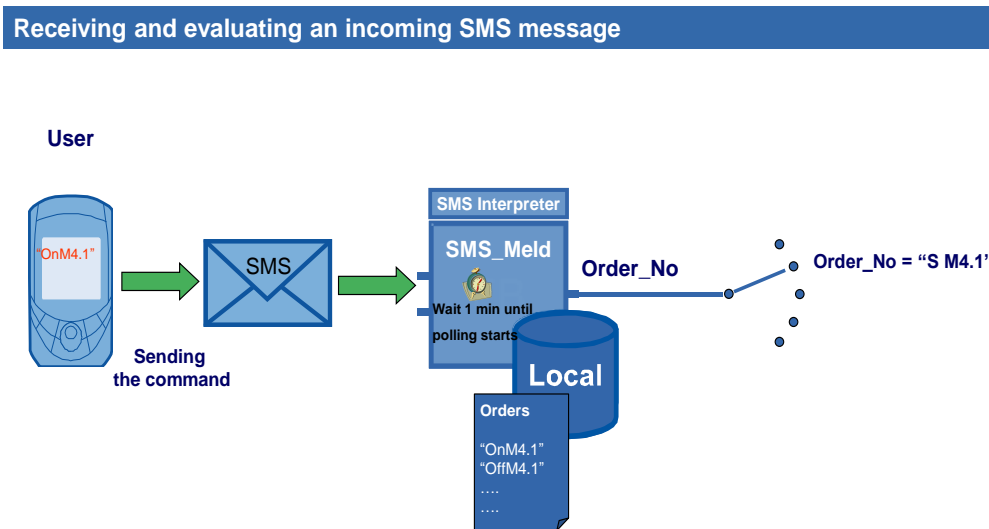 Receiving and evaluating an incoming SMS message
User
"OnM4.1"
Sending
the command
SMS
SMS Interpreter
SMS_Meld
Wait 1 min until
polling starts
Local
Orders
"OnM4.1"
"OffM4.1"
....
....
Order_No
Order_No = “S M4.1'